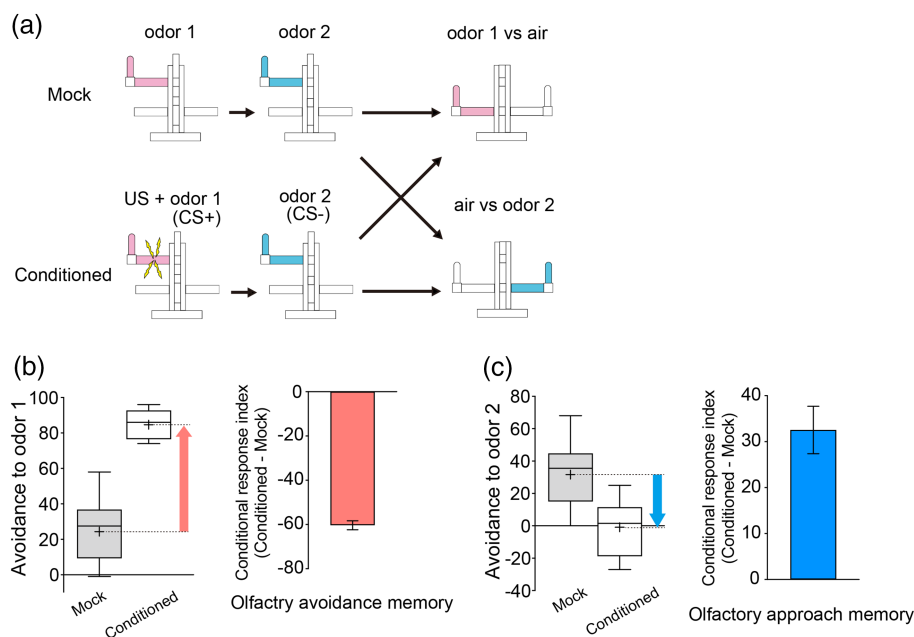 (a)
odor 1
odor 2
odor 1 vs air
Mock
US + odor 1
(CS+)
odor 2
(CS-)
air vs odor 2
Conditioned
(b)
Avoidance to odor 1
100
80
60
40
20
0
Mock
Conditioned
Conditional response index
(Conditioned - Mock)
0
-20
-40
-60
-80
Olfactry avoidance memory
(c)
Avoidance to odor 2
80
60
40
20
0
-20
-40
Mock
Conditioned
Conditional response index
(Conditioned - Mock)
40
30
20
10
0
Olfactory approach memory